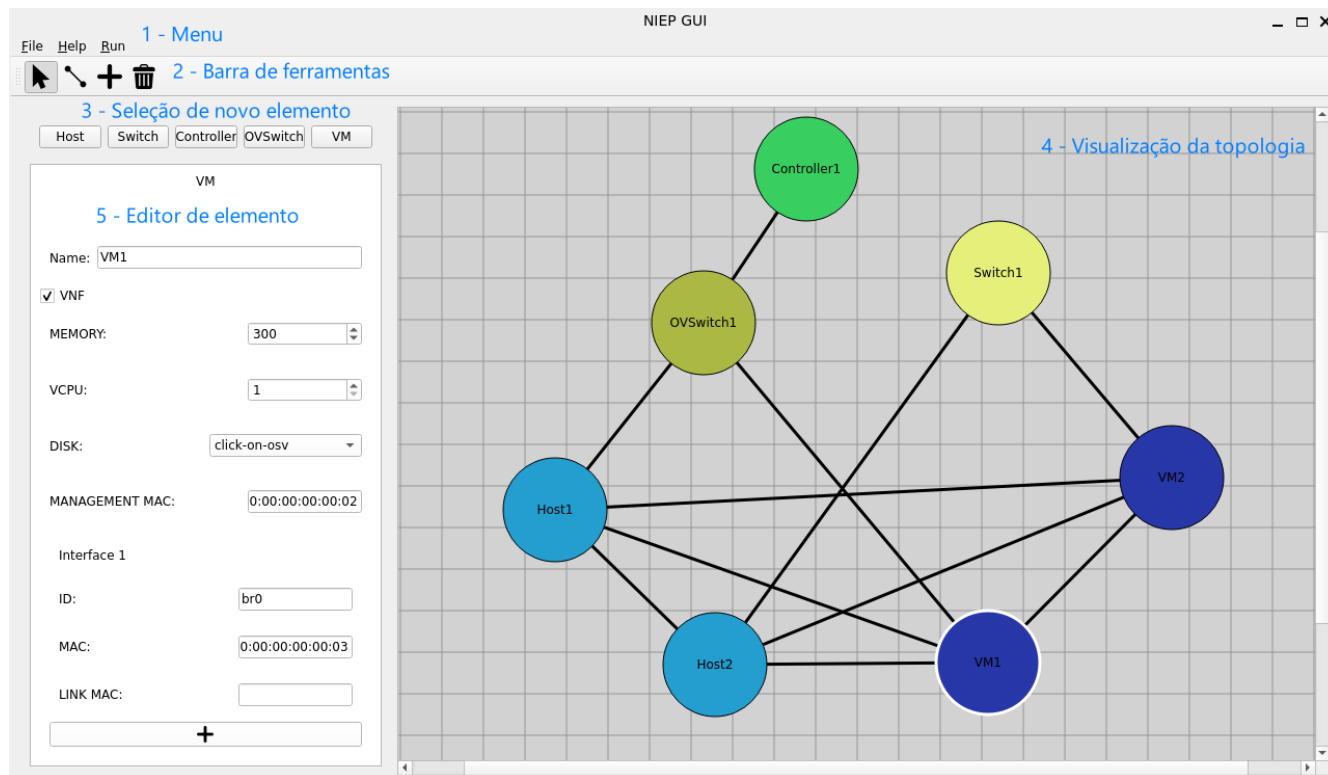 NIEP GUI
1 - Menu
File Help Run
2 - Barra de ferramentas
3 - Seleção de novo elemento
Host Switch Controller OVSwitch VM
VM
5 - Editor de elemento
Name: VM1
VNF
MEMORY: 300
VCPU: 1
DISK: click-on-osv
MANAGEMENT MAC: 0:00:00:00:00:02
Interface 1
ID: br0
MAC: 0:00:00:00:00:03
LINK MAC:
4 - Visualização da topologia
Controller1
Switch1
OVSwitch1
VM2
Host1
Host2
VM1